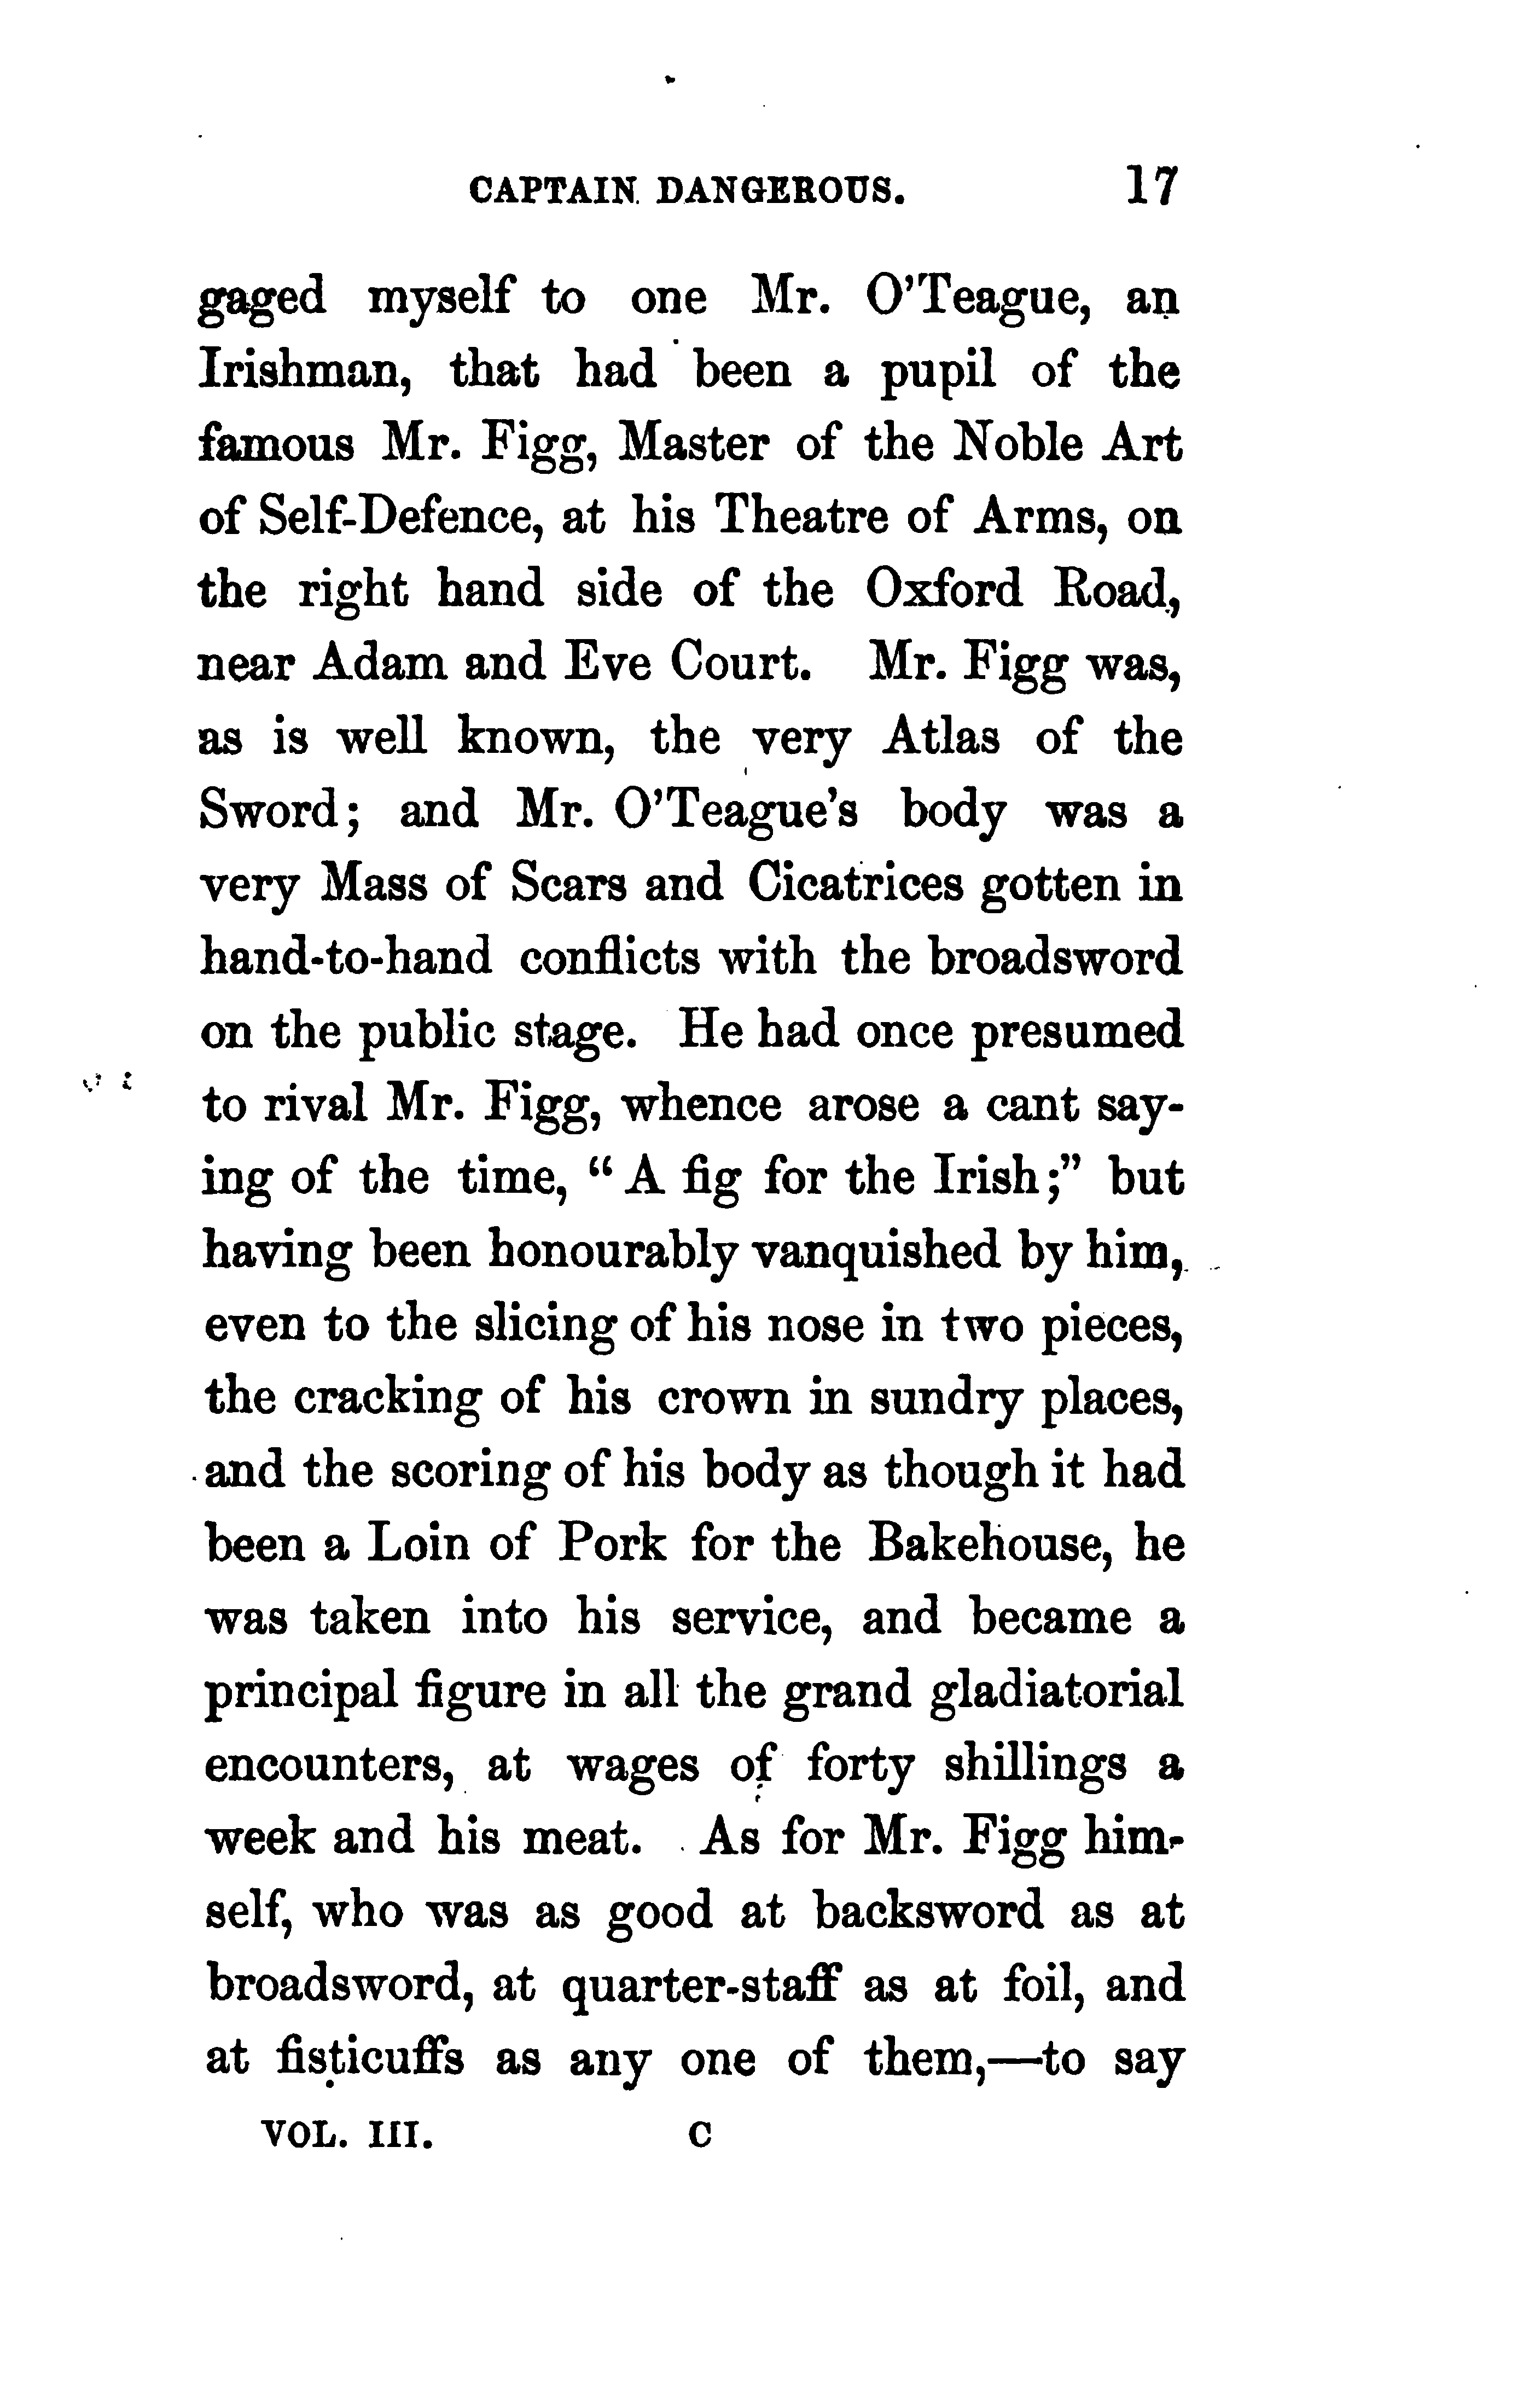 CAPTAIN DANGEROUS. 17
gaged myself to one Mr. O'Teague, an
Irishman, that had been a pupil of the
famous Mr. Figg, Master of the Noble Art
of Self-Defence, at his Theatre of Arms, on
the right hand side of the Oxford Road,
near Adam and Eve Court. Mr. Figg was,
as is well known, the very Atlas of the
Sword; and Mr. O'Teague's body was a
very Mass of Scars and Cicatrices gotten in
hand-to-hand conflicts with the broadsword
on the public stage. He had once presumed
to rival Mr. Figg, whence arose a cant say-
ing of the time, “A fig for the Irish;” but
having been honourably vanquished by him,
even to the slicing of his nose in two pieces,
the cracking of his crown in sundry places,
and the scoring of his body as though it had
been a Loin of Pork for the Bakehouse, he
was taken into his service, and became a
principal figure in all the grand gladiatorial
encounters, at wages of forty shillings a
week and his meat. As for Mr. Figg him-
self, who was as good at backsword as at
broadsword, at quarter-staff as at foil, and
at fisticuffs as any one of them,—to say
VOL. III. C